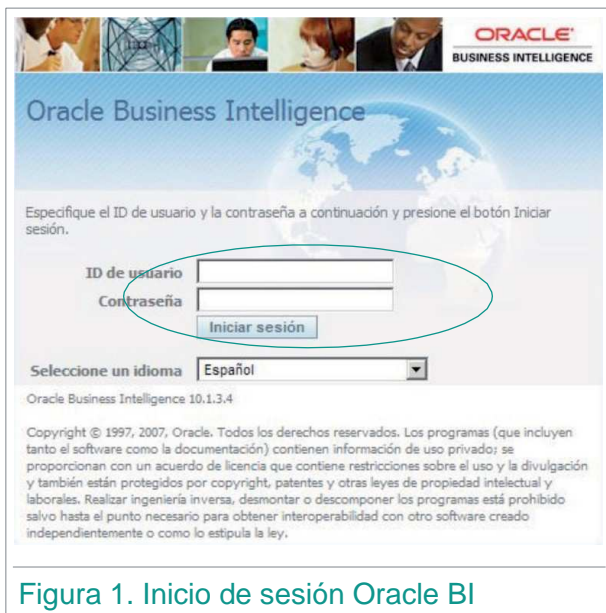 ORACLE®
BUSINESS INTELLIGENCE
Oracle Business Intelligence
Especifique el ID de usuario y la contraseña a continuación y presione el botón Iniciar
sesión.
ID de usuario
Contraseña
Iniciar sesión
Seleccione un idioma Español
Oracle Business Intelligence 10.1.3.4
Copyright © 1997, 2007, Oracle. Todos los derechos reservados. Los programas (que incluyen
tanto el software como la documentación) contienen información de uso privado; se
proporcionan con un acuerdo de licencia que contiene restricciones sobre el uso y la divulgación
y también están protegidos por copyright, patentes y otras leyes de propiedad intelectual y
laborales. Realizar ingeniería inversa, desmontar o descomponer los programas está prohibido
salvo hasta el punto necesario para obtener interoperabilidad con otro software creado
independientemente o como lo estipula la ley.
Figura 1. Inicio de sesión Oracle BI